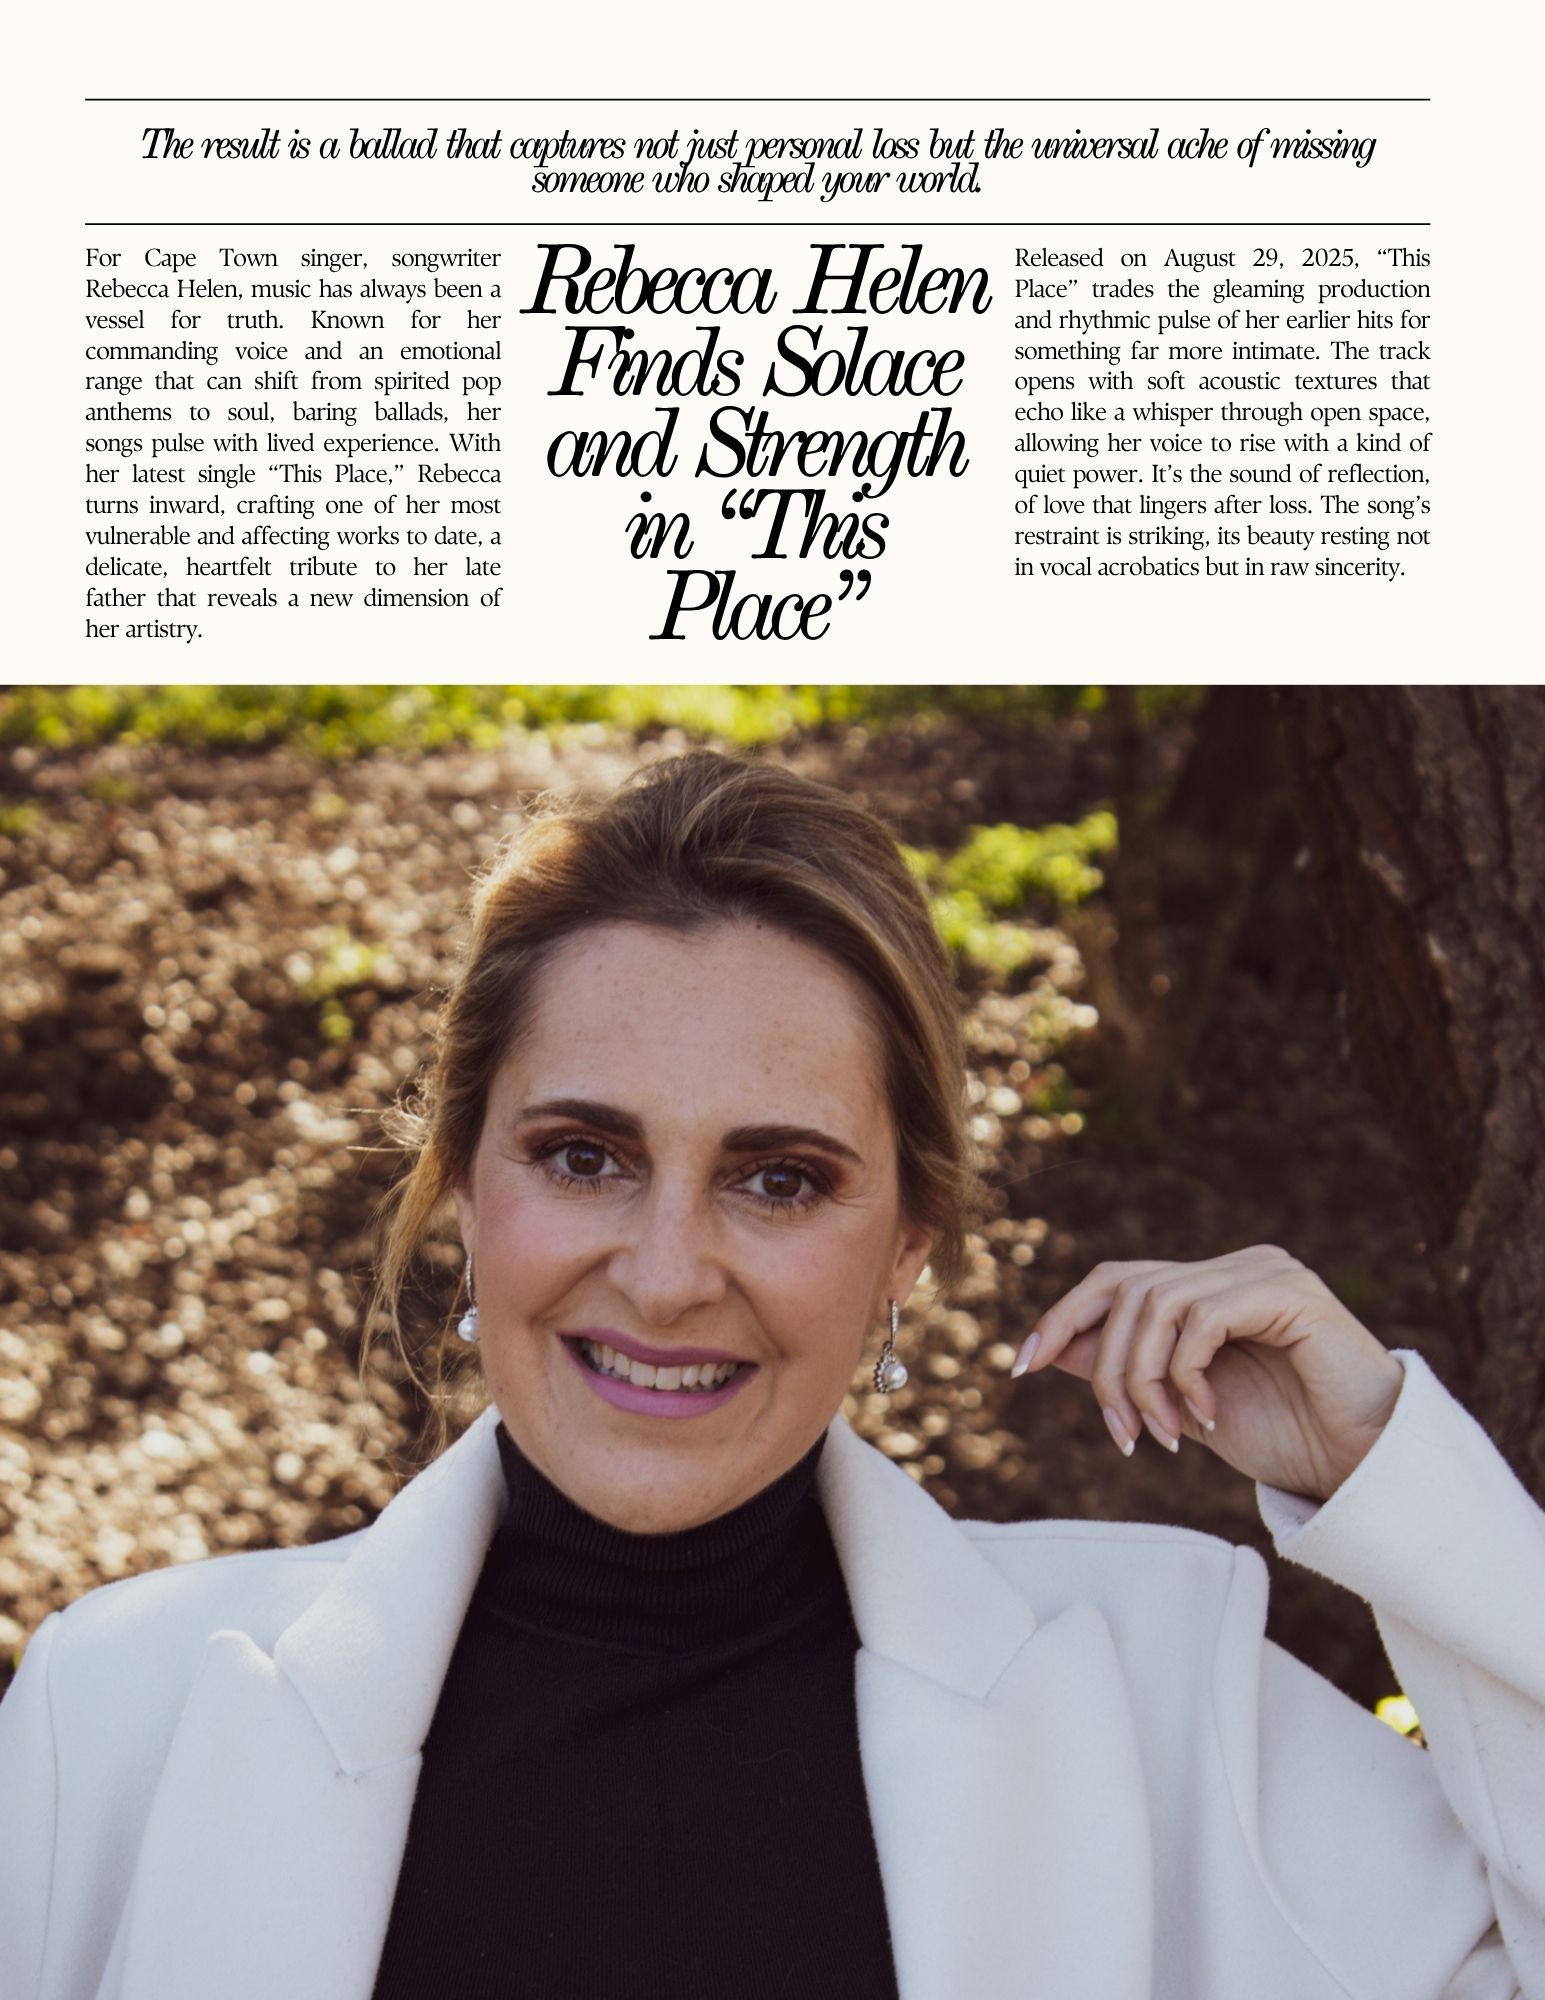 The result is a ballad that captures not just personal loss but the universal ache of missing
someone who shaped your world.
For Cape Town singer, songwriter
Rebecca Helen, music has always been a
vessel for truth. Known for her
commanding voice and an emotional
range that can shift from spirited pop
anthems to soul, baring ballads, her
songs pulse with lived experience. With
her latest single “This Place,” Rebecca
turns inward, crafting one of her most
vulnerable and affecting works to date, a
delicate, heartfelt tribute to her late
father that reveals a new dimension of
her artistry.
Rebecca Helen
Finds Solace
and Strength
in “This
Place”
Released on August 29, 2025, “This
Place” trades the gleaming production
and rhythmic pulse of her earlier hits for
something far more intimate. The track
opens with soft acoustic textures that
echo like a whisper through open space,
allowing her voice to rise with a kind of
quiet power. It’s the sound of reflection,
of love that lingers after loss. The song’s
restraint is striking, its beauty resting not
in vocal acrobatics but in raw sincerity.